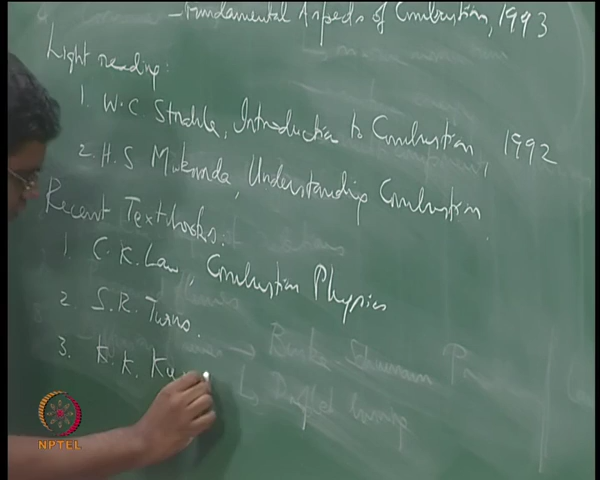 - Fundamental Aspects of Combustion, 1993
Light reading:
1. W.C Strahle, Introduction to Combustion, 1992
2. H.S Mukunda, Understanding Combustion.
Recent Textbooks:
1. C.K. Law, Combustion Physics
2. S.R. Turns.
3. K.K. Ku
NPTEL